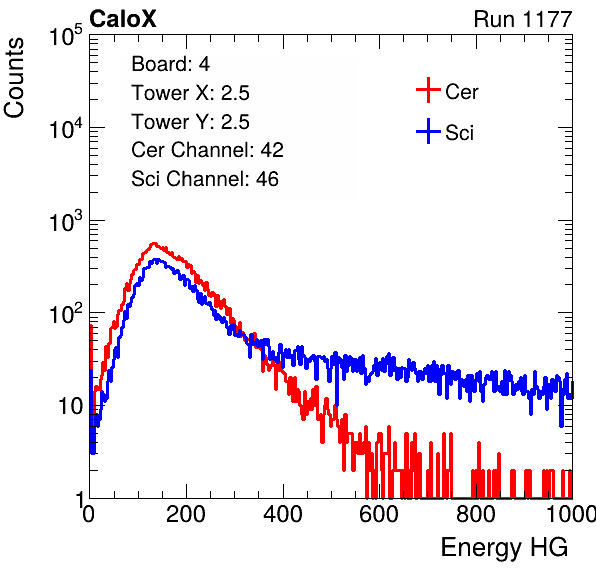 CaloX
Run 1177
Counts
10^5
10^4
10^3
10^2
10
1
Board: 4
Tower X: 2.5
Tower Y: 2.5
Cer Channel: 42
Sci Channel: 46
Cer
Sci
0 200 400 600 800 1000
Energy HG